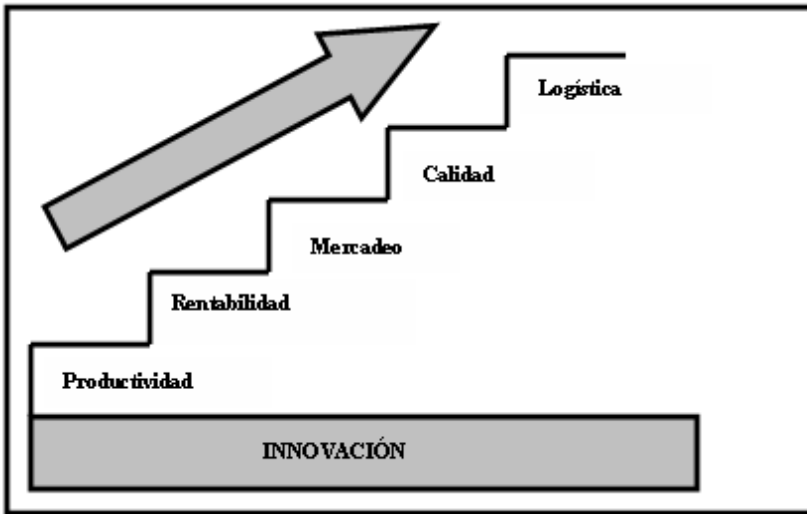 Logística
Calidad
Mercadeo
Rentabilidad
Productividad
INNOVACIÓN